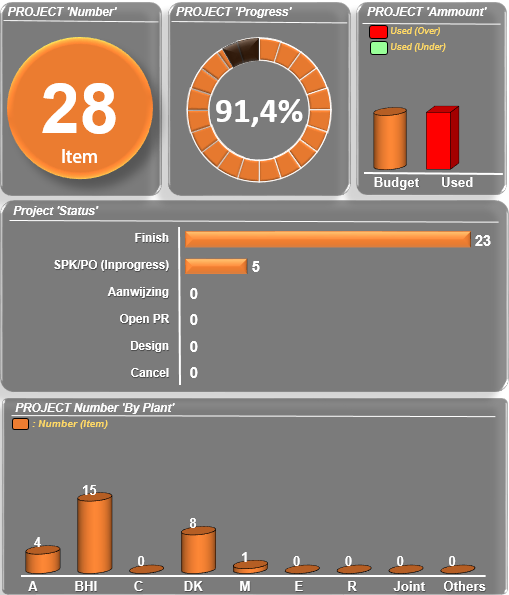 PROJECT 'Number'
28
Item
PROJECT 'Progress'
91,4%
PROJECT 'Ammount'
Used (Over)
Used (Under)
Budget
Used
Project 'Status'
Finish 23
SPK/PO (Inprogress) 5
Aanwijzing 0
Open PR 0
Design 0
Cancel 0
PROJECT Number 'By Plant'
: Number (Item)
4 15 0 8 1 0 0 0 0
A BHI C DK M E R Joint Others